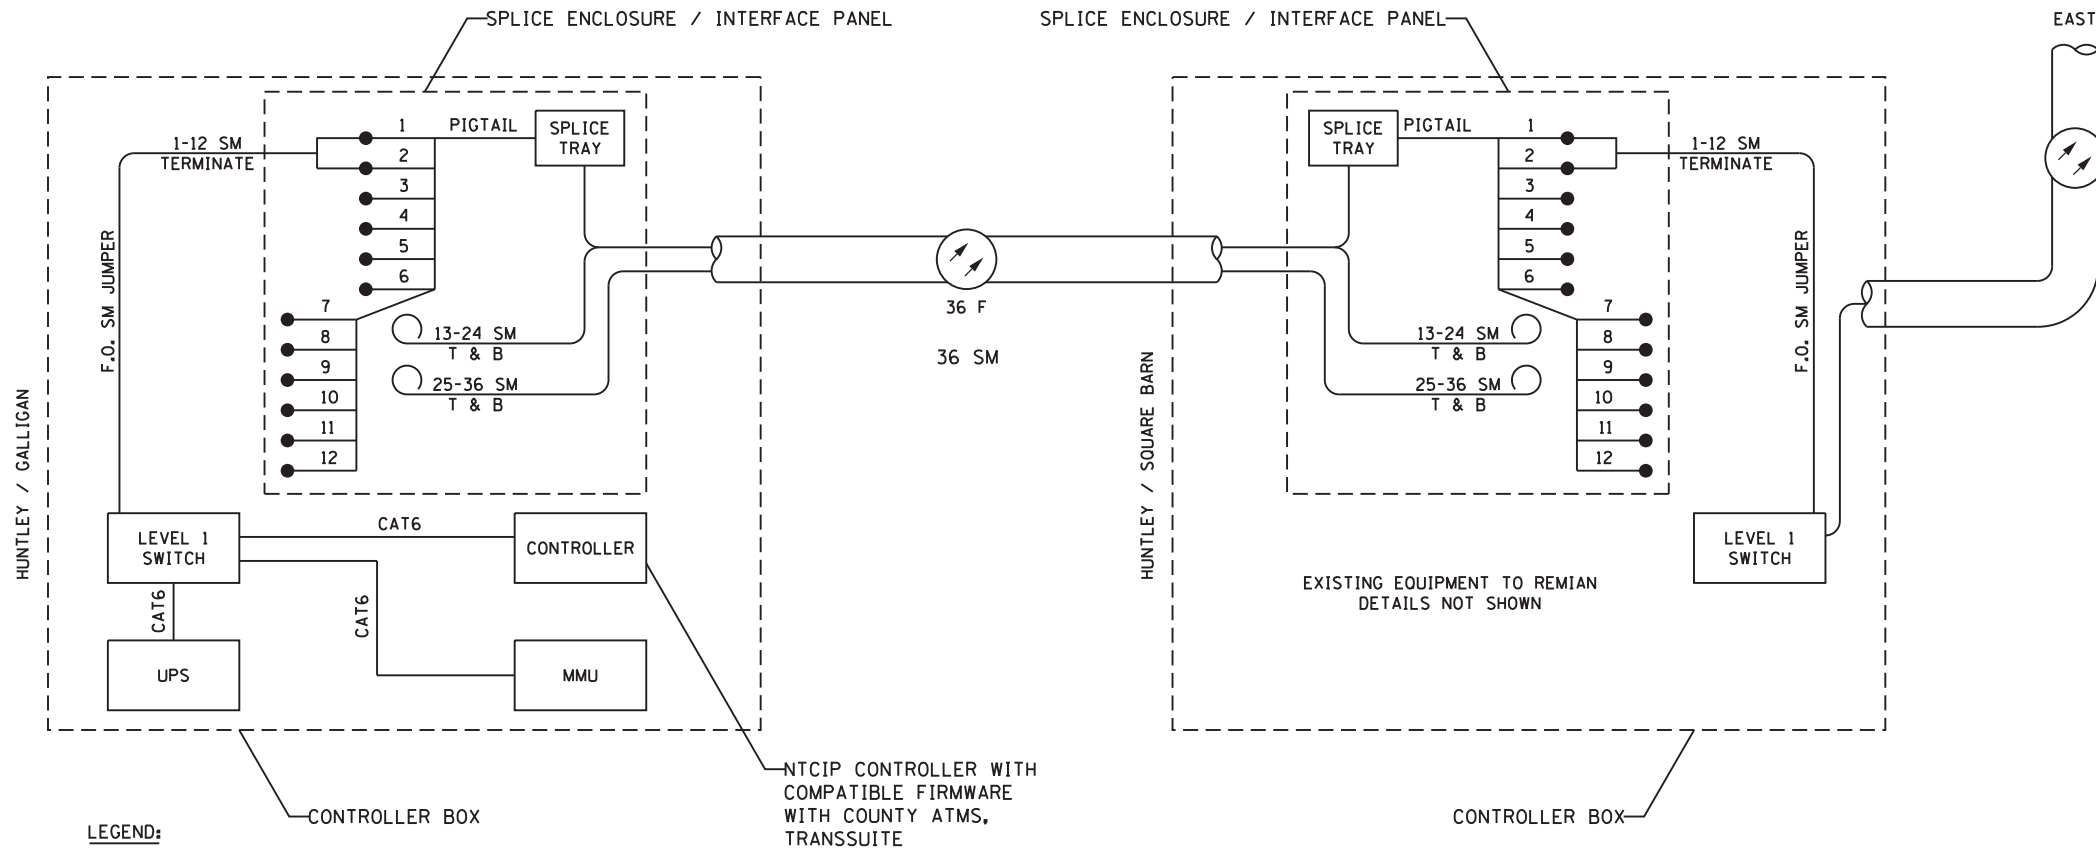 SPLICE ENCLOSURE / INTERFACE PANEL
SPLICE ENCLOSURE / INTERFACE PANEL
EAST
HUNTLEY / GALLIGAN
F.O. SM JUMPER
1-12 SM
TERMINATE
1
2
3
4
5
6
7
8
9
10
11
12
PIGTAIL
SPLICE
TRAY
13-24 SM
T & B
25-36 SM
T & B
LEVEL 1
SWITCH
CAT6
CONTROLLER
CAT6
CAT6
UPS
MMU
36 F
36 SM
HUNTLEY / SQUARE BARN
SPLICE
TRAY
PIGTAIL
1
2
3
4
5
6
7
8
9
10
11
12
1-12 SM
TERMINATE
F.O. SM JUMPER
13-24 SM
T & B
25-36 SM
T & B
LEVEL 1
SWITCH
EXISTING EQUIPMENT TO REMIAN
DETAILS NOT SHOWN
NTCIP CONTROLLER WITH
COMPATIBLE FIRMWARE
WITH COUNTY ATMS,
TRANSSUITE
CONTROLLER BOX
CONTROLLER BOX
LEGEND: